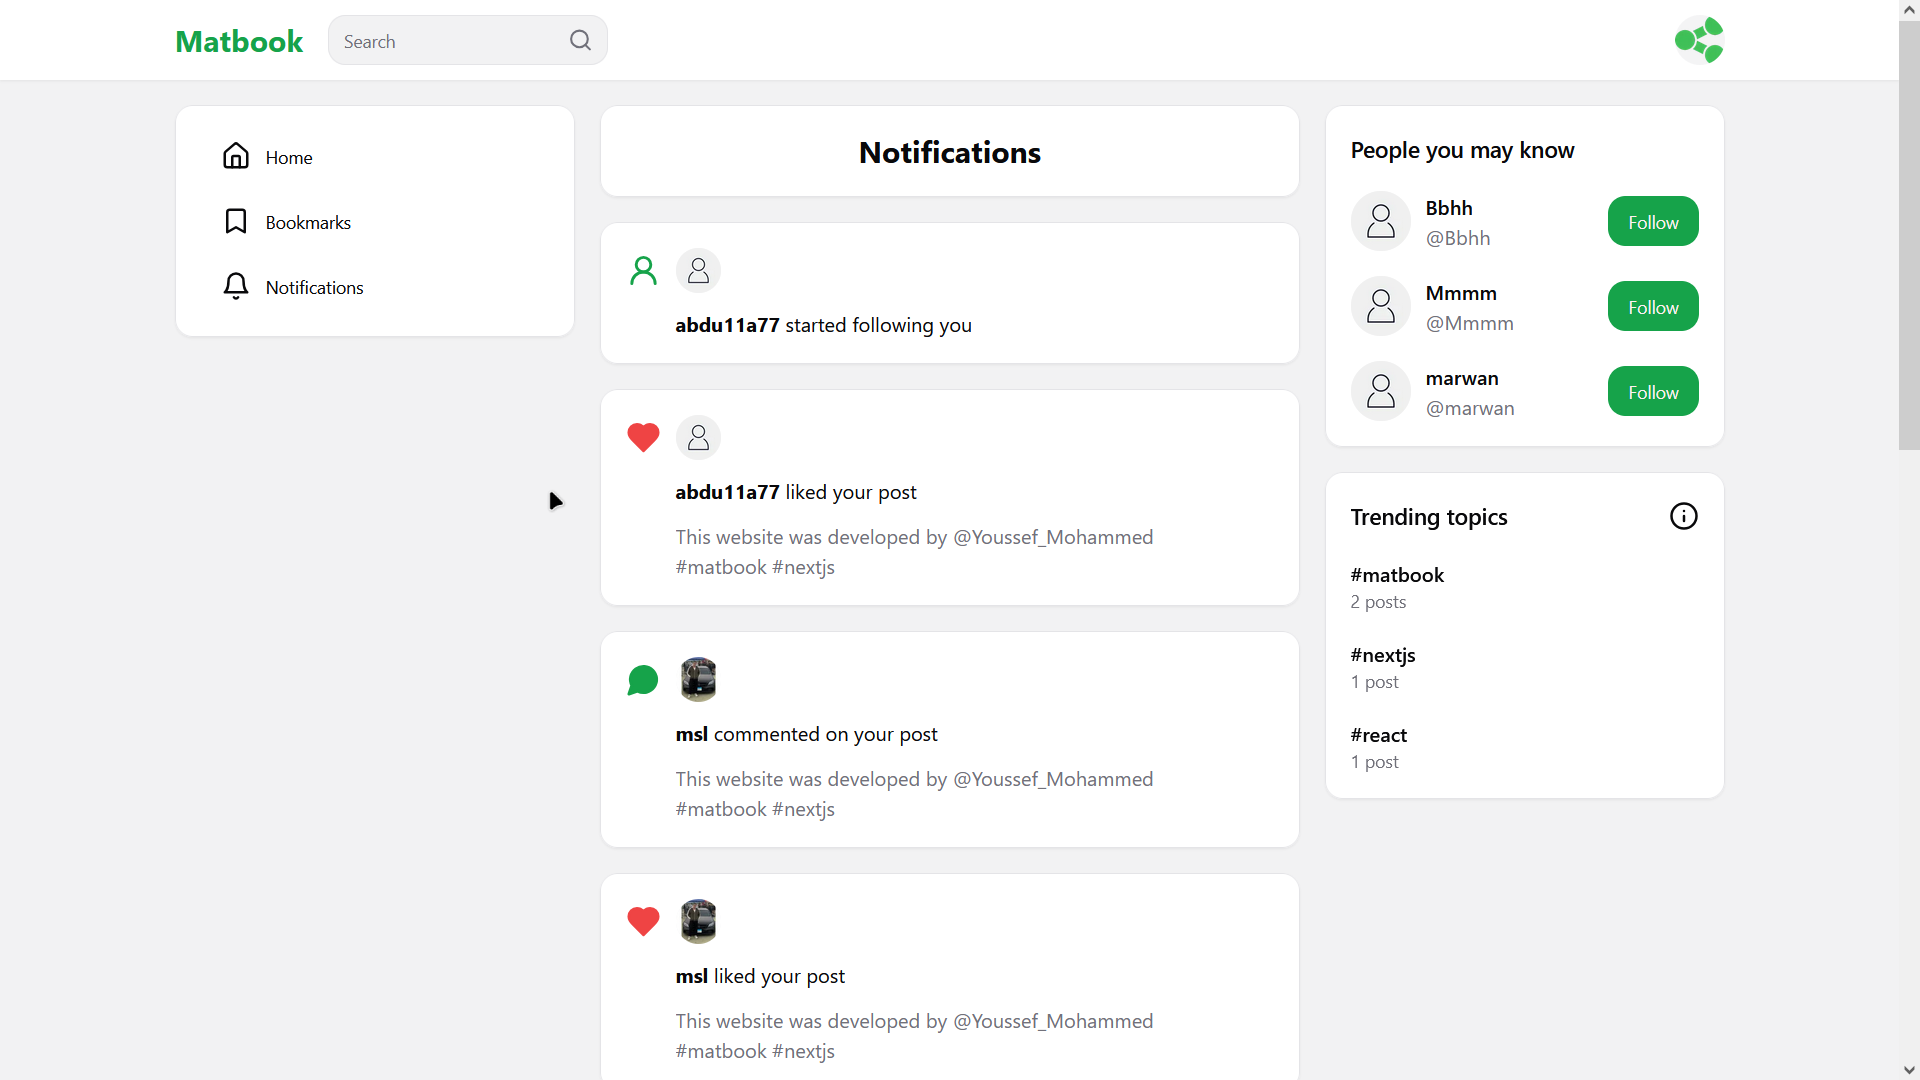 Matbook
Search
Home
Bookmarks
Notifications
Notifications
abdu11a77 started following you
abdu11a77 liked your post
This website was developed by @Youssef_Mohammed
#matbook #nextjs
msl commented on your post
This website was developed by @Youssef_Mohammed
#matbook #nextjs
msl liked your post
This website was developed by @Youssef_Mohammed
#matbook #nextjs
People you may know
Bbhh
@Bbhh
Follow
Mmmm
@Mmmm
Follow
marwan
@marwan
Follow
Trending topics
#matbook
2 posts
#nextjs
1 post
#react
1 post